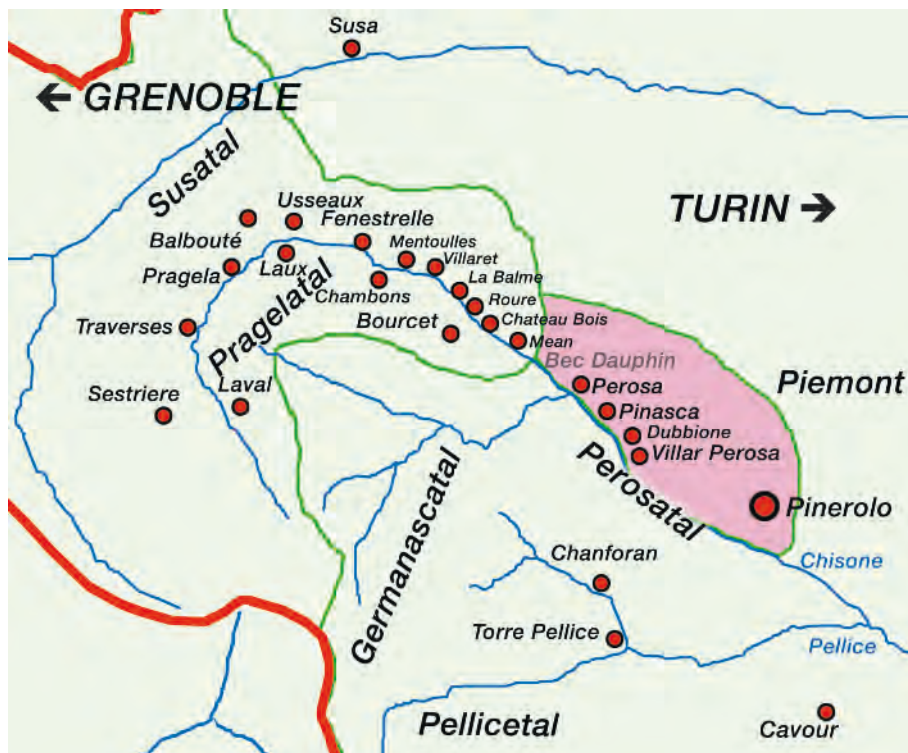 Susa
← GRENOBLE
Susatal
TURIN →
Usseaux
Fenestrelle
Balbouté
Mentoulles
Villaret
Pragela
Laux
La Balme
Chambons
Roure
Pragelatal
Bourcet
Chateau Bois
Traverses
Mean
Bec Dauphin
Sestriere
Laval
Perosa
Piemont
Pinasca
Dubbione
Villar Perosa
Perosatal
Pinerolo
Germanascatal
Chanforan
Chisone
Torre Pellice
Pellice
Pellicetal
Cavour